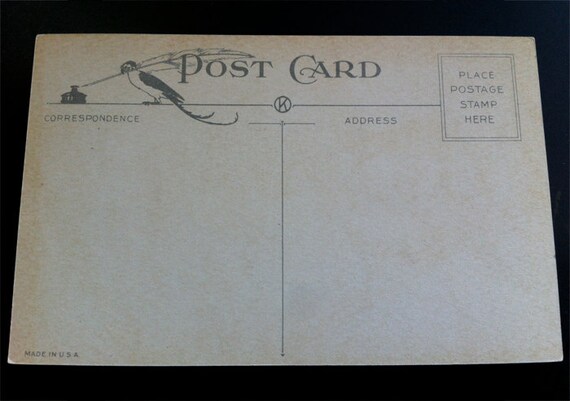 POST CARD
PLACE
POSTAGE
STAMP
HERE
K
CORRESPONDENCE
ADDRESS
MADE IN U.S.A.